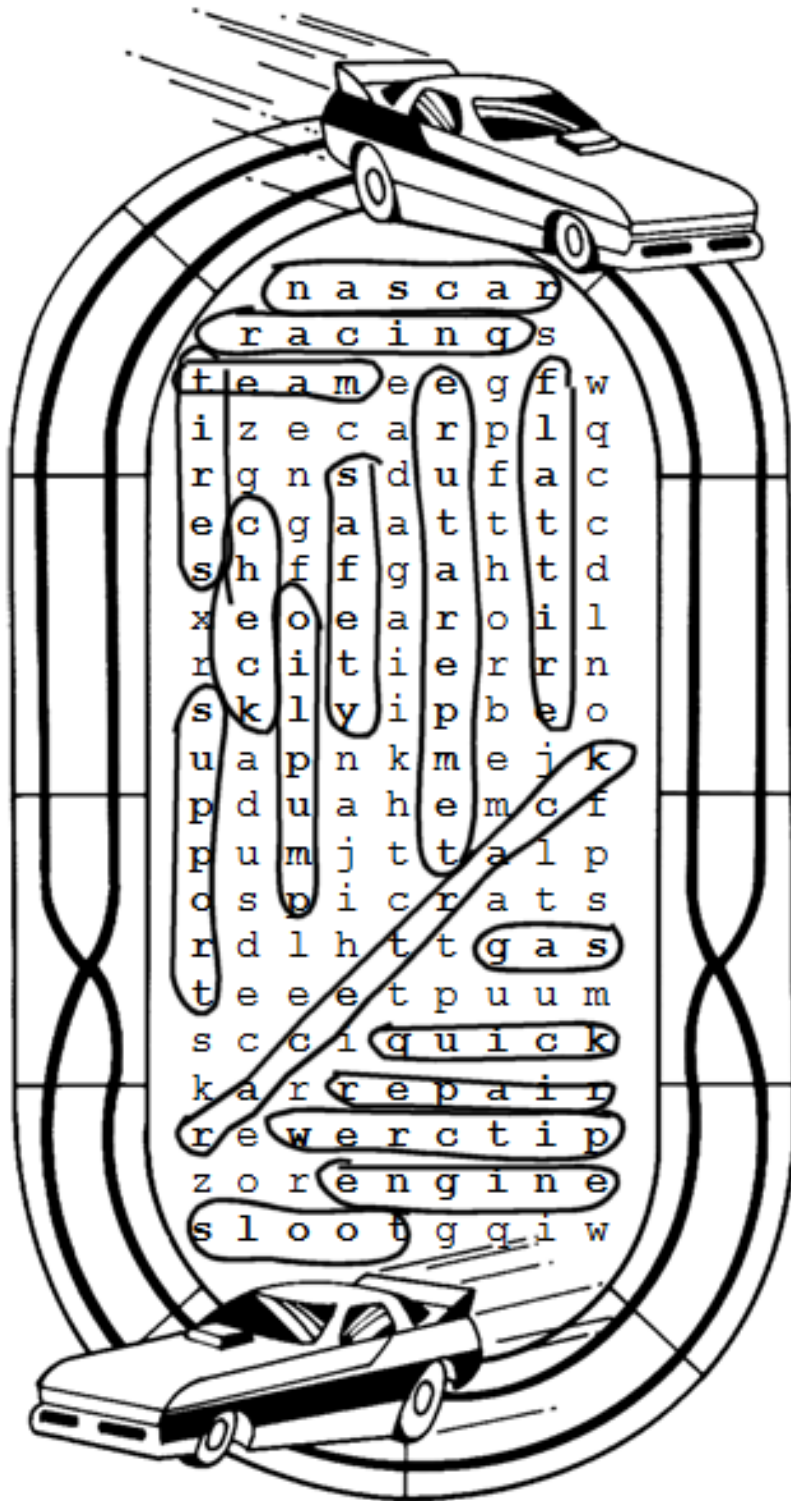 n a s c a r
r a c i n g s
t e a m e e g f w
i z e c a r p l q
r g n s d u f a c
e c g a a t t t c
s h f f g a h t d
x e o e a r o i l
r c i t i e r r n
s k l y i p b e o
u a p n k m e j k
p d u a h e m c f
p u m j t t a l p
o s p i c r a t s
r d l h t t g a s
t e e e t p u u m
s c c i q u i c k
k a r r e p a i r
r e w e r c t i p
z o r e n g i n e
s l o o t g q i w